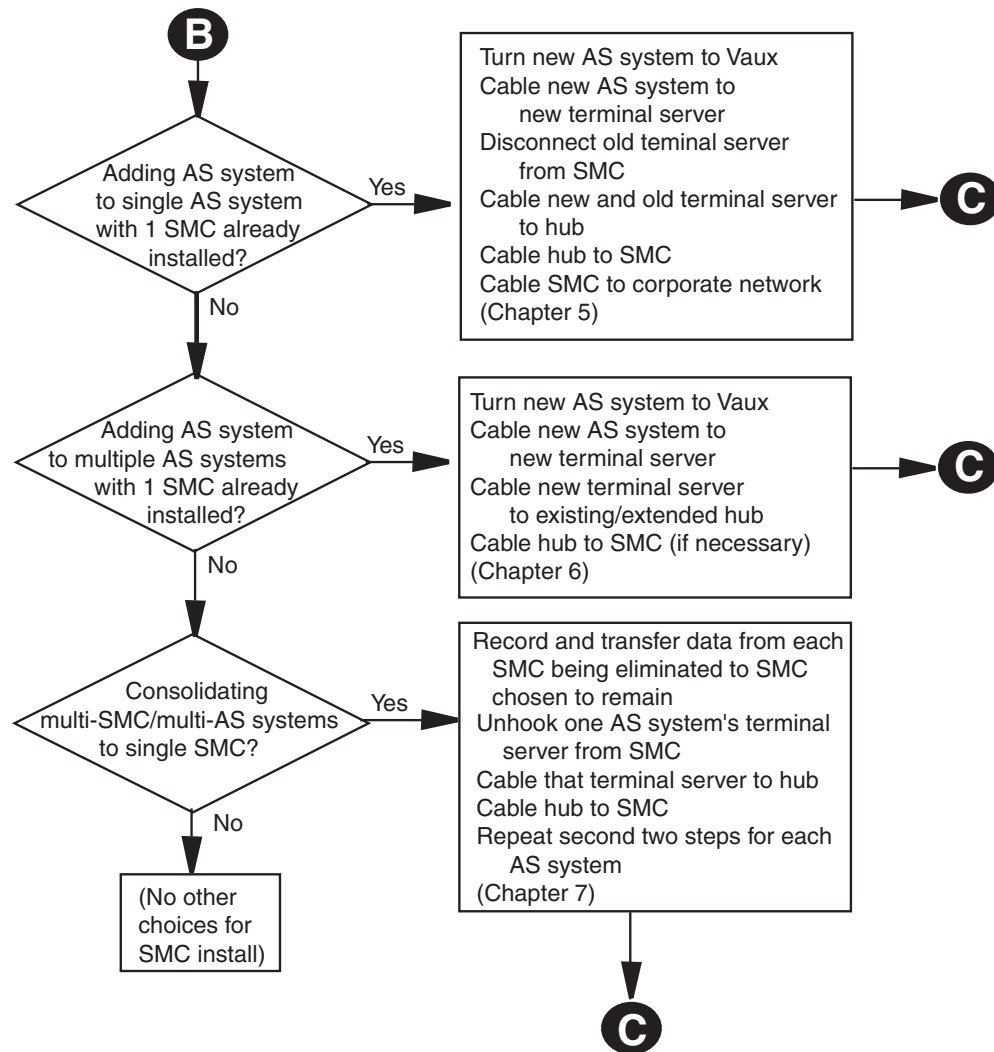 B
Adding AS system
to single AS system
with 1 SMC already
installed?
Yes
Turn new AS system to Vaux
Cable new AS system to
new terminal server
Disconnect old teminal server
from SMC
Cable new and old terminal server
to hub
Cable hub to SMC
Cable SMC to corporate network
(Chapter 5)
C
No
Adding AS system
to multiple AS systems
with 1 SMC already
installed?
Yes
Turn new AS system to Vaux
Cable new AS system to
new terminal server
Cable new terminal server
to existing/extended hub
Cable hub to SMC (if necessary)
(Chapter 6)
C
No
Consolidating
multi-SMC/multi-AS systems
to single SMC?
Yes
Record and transfer data from each
SMC being eliminated to SMC
chosen to remain
Unhook one AS system's terminal
server from SMC
Cable that terminal server to hub
Cable hub to SMC
Repeat second two steps for each
AS system
(Chapter 7)
No
(No other
choices for
SMC install)
C